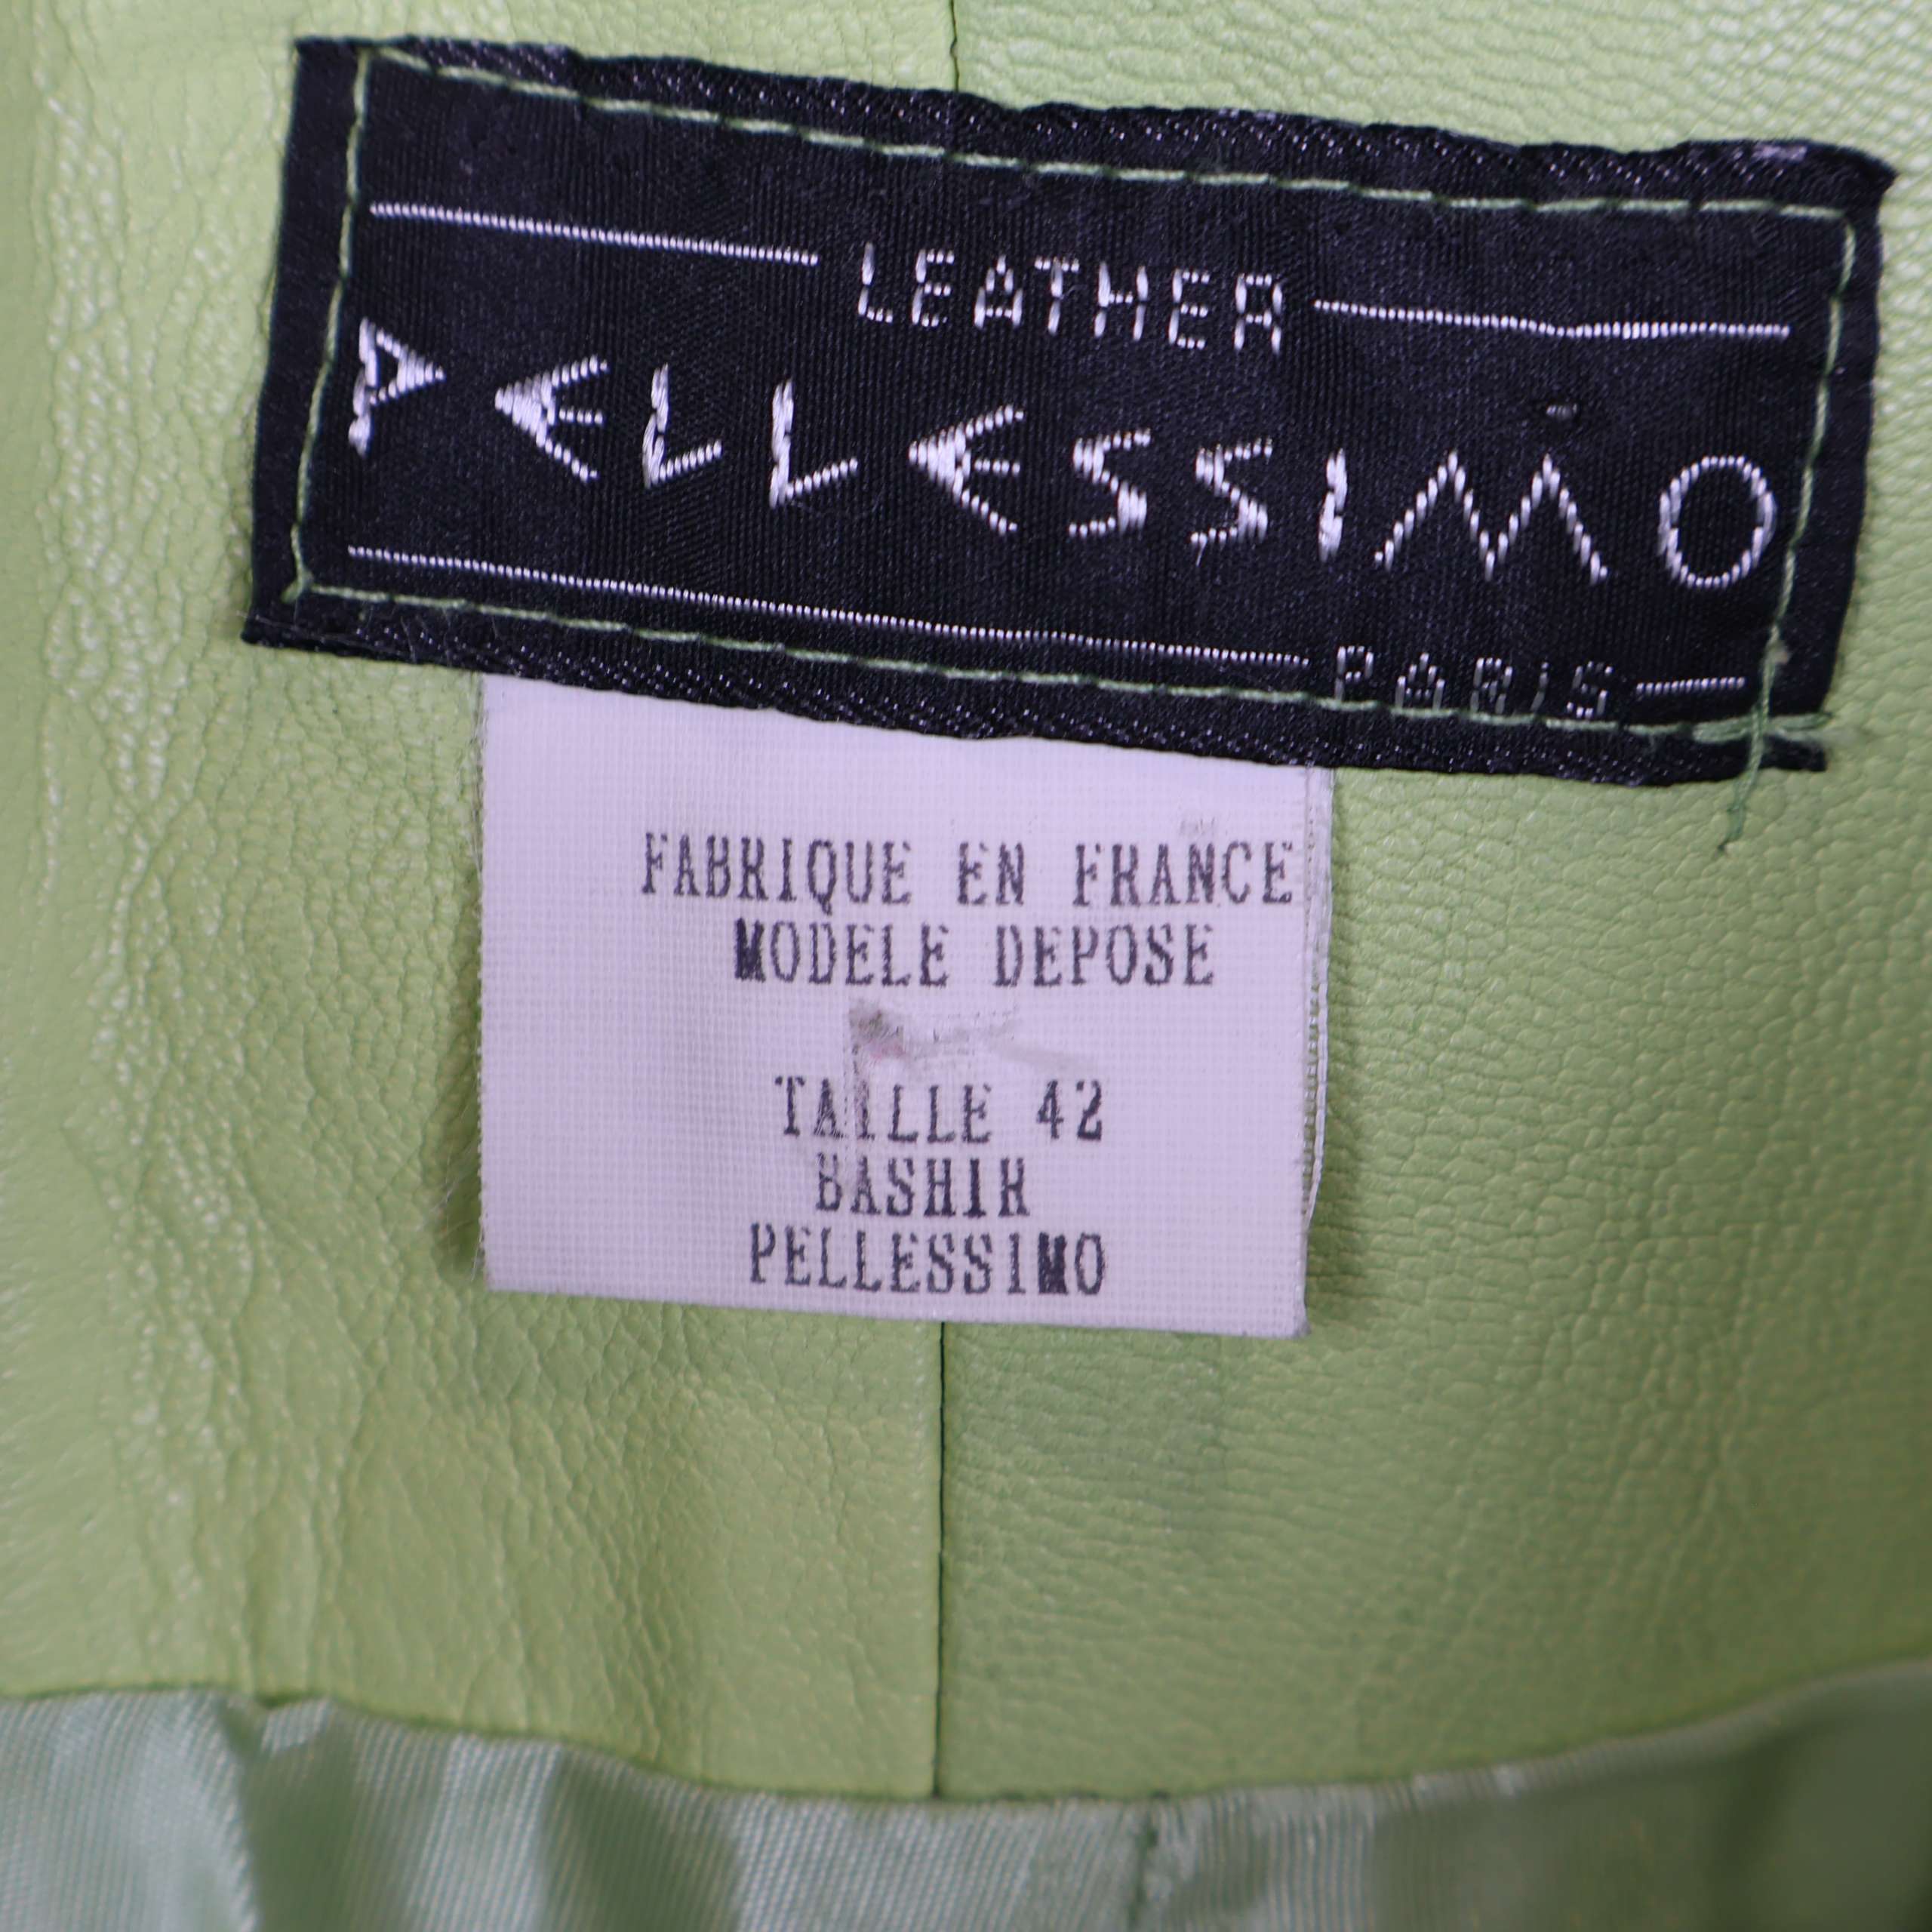 LEATHER
PELLESSIMO
PARIS
FABRIQUE EN FRANCE
MODELE DEPOSE
TAILLE 42
BASHIR
PELLESSIMO